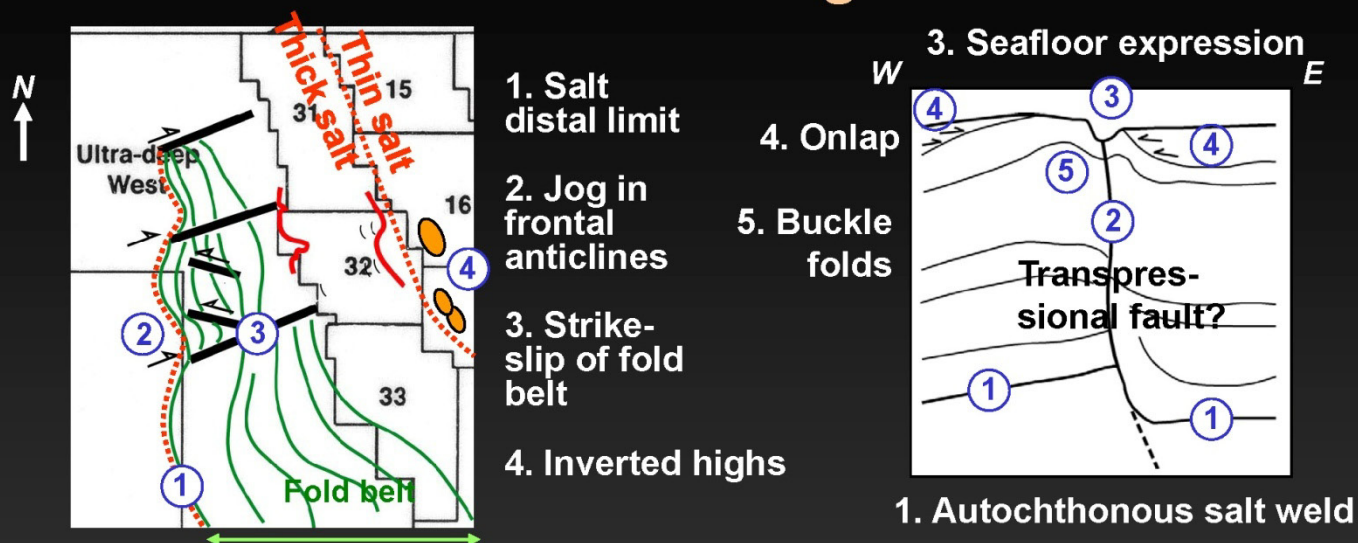 N
Ultra-deep
West
Thick salt
Thin salt
15
31
16
32
33
1
2
3
4
Fold belt
1. Salt
distal limit
2. Jog in
frontal
anticlines
3. Strike-
slip of fold
belt
4. Inverted highs
3. Seafloor expression
W
E
4. Onlap
5. Buckle
folds
4
3
4
5
2
Transpres-
sional fault?
1
1
1. Autochthonous salt weld